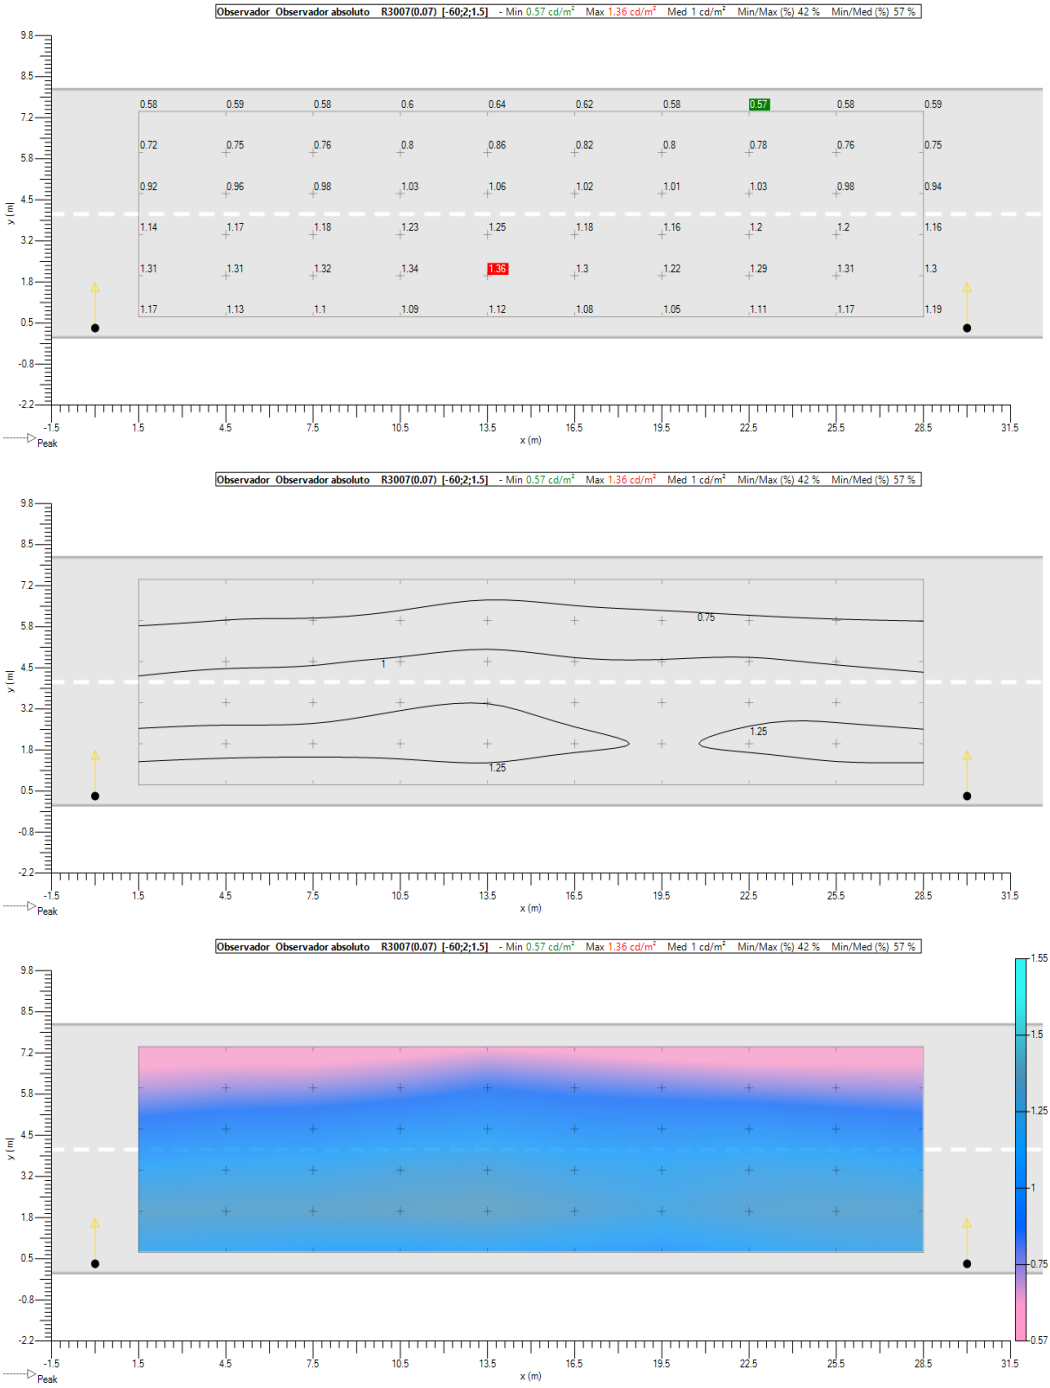 Observador Observador absoluto R3007(0.07) [-60;2;1.5] - Min 0.57 cd/m² Max 1.36 cd/m² Med 1 cd/m² Min/Max (%) 42 % Min/Med (%) 57 %
9.8
8.5
0.58 0.59 0.58 0.6 0.64 0.62 0.58 0.57 0.58 0.59
7.2
0.72 0.75 0.76 0.8 0.86 0.82 0.8 0.78 0.76 0.75
5.8
0.92 0.96 0.98 1.03 1.06 1.02 1.01 1.03 0.98 0.94
4.5
y (m)
1.14 1.17 1.18 1.23 1.25 1.18 1.16 1.2 1.2 1.16
3.2
1.31 1.31 1.32 1.34 1.36 1.3 1.22 1.29 1.31 1.3
1.8
1.17 1.13 1.1 1.09 1.12 1.08 1.05 1.11 1.17 1.19
0.5
-0.8
-2.2
-1.5 1.5 4.5 7.5 10.5 13.5 16.5 19.5 22.5 25.5 28.5 31.5
Peak
x (m)
Observador Observador absoluto R3007(0.07) [-60;2;1.5] - Min 0.57 cd/m² Max 1.36 cd/m² Med 1 cd/m² Min/Max (%) 42 % Min/Med (%) 57 %
9.8
8.5
7.2
0.75
5.8
1
4.5
y (m)
3.2
1.25
1.8
1.25
0.5
-0.8
-2.2
-1.5 1.5 4.5 7.5 10.5 13.5 16.5 19.5 22.5 25.5 28.5 31.5
Peak
x (m)
Observador Observador absoluto R3007(0.07) [-60;2;1.5] - Min 0.57 cd/m² Max 1.36 cd/m² Med 1 cd/m² Min/Max (%) 42 % Min/Med (%) 57 %
9.8
1.55
8.5
1.5
7.2
5.8
1.25
4.5
y (m)
3.2
1
1.8
0.5
0.75
-0.8
-2.2
0.57
-1.5 1.5 4.5 7.5 10.5 13.5 16.5 19.5 22.5 25.5 28.5 31.5
Peak
x (m)